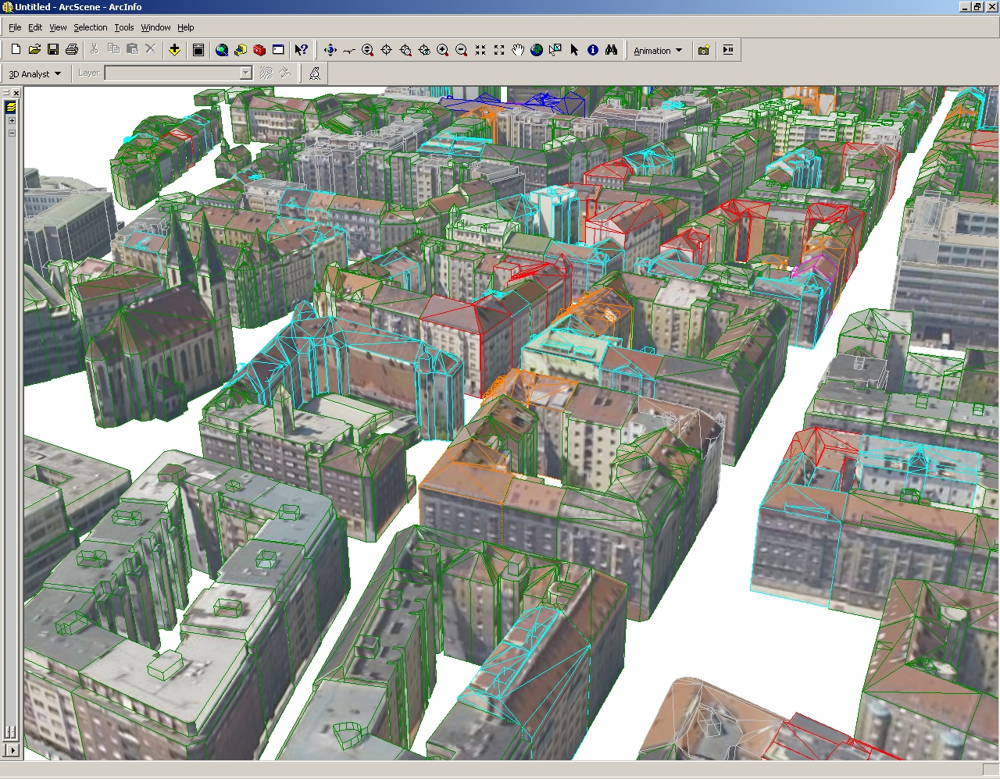 Untitled - ArcScene - ArcInfo
File Edit View Selection Tools Window Help
Animation
3D Analyst Layer: